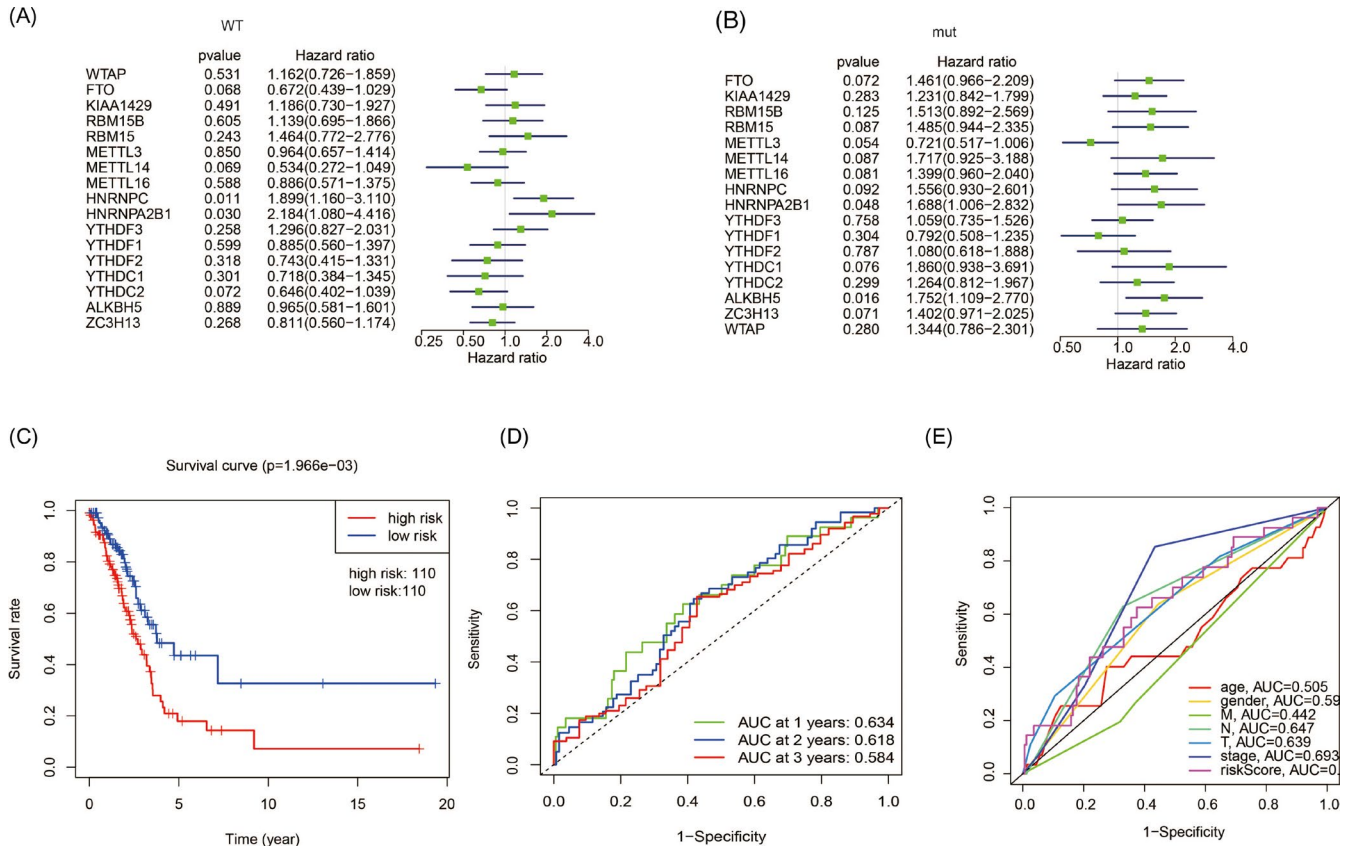 (A)
WT
pvalue Hazard ratio
WTAP 0.531 1.162(0.726−1.859)
FTO 0.068 0.672(0.439−1.029)
KIAA1429 0.491 1.186(0.730−1.927)
RBM15B 0.605 1.139(0.695−1.866)
RBM15 0.243 1.464(0.772−2.776)
METTL3 0.850 0.964(0.657−1.414)
METTL14 0.069 0.534(0.272−1.049)
METTL16 0.588 0.886(0.571−1.375)
HNRNPC 0.011 1.899(1.160−3.110)
HNRNPA2B1 0.030 2.184(1.080−4.416)
YTHDF3 0.258 1.296(0.827−2.031)
YTHDF1 0.599 0.885(0.560−1.397)
YTHDF2 0.318 0.743(0.415−1.331)
YTHDC1 0.301 0.718(0.384−1.345)
YTHDC2 0.072 0.646(0.402−1.039)
ALKBH5 0.889 0.965(0.581−1.601)
ZC3H13 0.268 0.811(0.560−1.174)
0.25 0.50 1.0 2.0 4.0
Hazard ratio
(B)
mut
pvalue Hazard ratio
FTO 0.072 1.461(0.966−2.209)
KIAA1429 0.283 1.231(0.842−1.799)
RBM15B 0.125 1.513(0.892−2.569)
RBM15 0.087 1.485(0.944−2.335)
METTL3 0.054 0.721(0.517−1.006)
METTL14 0.087 1.717(0.925−3.188)
METTL16 0.081 1.399(0.960−2.040)
HNRNPC 0.092 1.556(0.930−2.601)
HNRNPA2B1 0.048 1.688(1.006−2.832)
YTHDF3 0.758 1.059(0.735−1.526)
YTHDF1 0.304 0.792(0.508−1.235)
YTHDF2 0.787 1.080(0.618−1.888)
YTHDC1 0.076 1.860(0.938−3.691)
YTHDC2 0.299 1.264(0.812−1.967)
ALKBH5 0.016 1.752(1.109−2.770)
ZC3H13 0.071 1.402(0.971−2.025)
WTAP 0.280 1.344(0.786−2.301)
0.50 1.0 2.0 4.0
Hazard ratio
(C)
Survival curve (p=1.966e−03)
high risk
low risk
high risk: 110
low risk:110
Survival rate
0.0 0.2 0.4 0.6 0.8 1.0
0 5 10 15 20
Time (year)
(D)
Sensitivity
0.0 0.2 0.4 0.6 0.8 1.0
AUC at 1 years: 0.634
AUC at 2 years: 0.618
AUC at 3 years: 0.584
0.0 0.2 0.4 0.6 0.8 1.0
1−Specificity
(E)
Sensitivity
0.0 0.2 0.4 0.6 0.8 1.0
age, AUC=0.505
gender, AUC=0.59
M, AUC=0.442
N, AUC=0.647
T, AUC=0.639
stage, AUC=0.693
riskScore, AUC=0.
0.0 0.2 0.4 0.6 0.8 1.0
1−Specificity